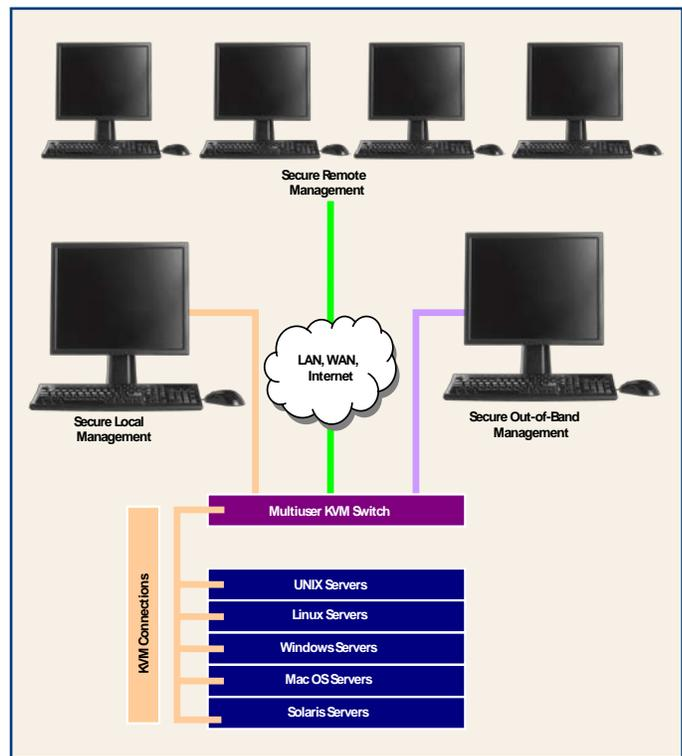 Secure Remote
Management
LAN, WAN,
Internet
Secure Local
Management
Secure Out-of-Band
Management
Multiuser KVM Switch
KVM Connections
UNIX Servers
Linux Servers
Windows Servers
Mac OS Servers
Solaris Servers